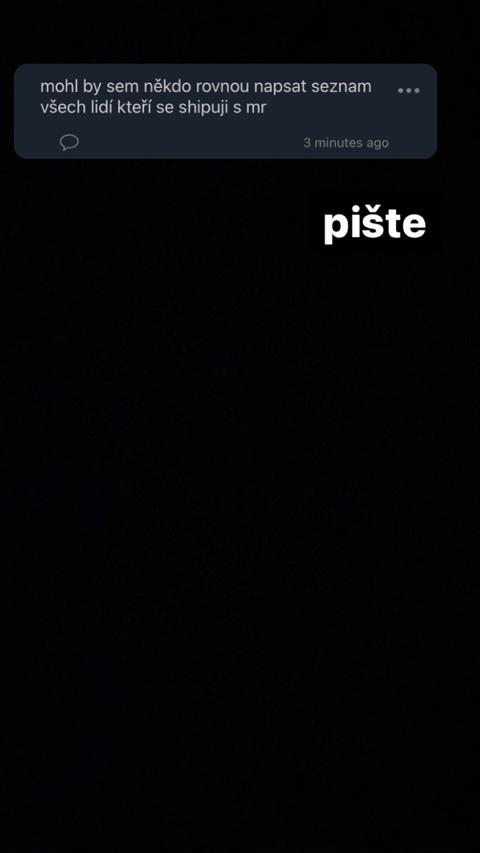 mohl by sem někdo rovnou napsat seznam
všech lidí kteří se shipuji s mr
3 minutes ago
pište